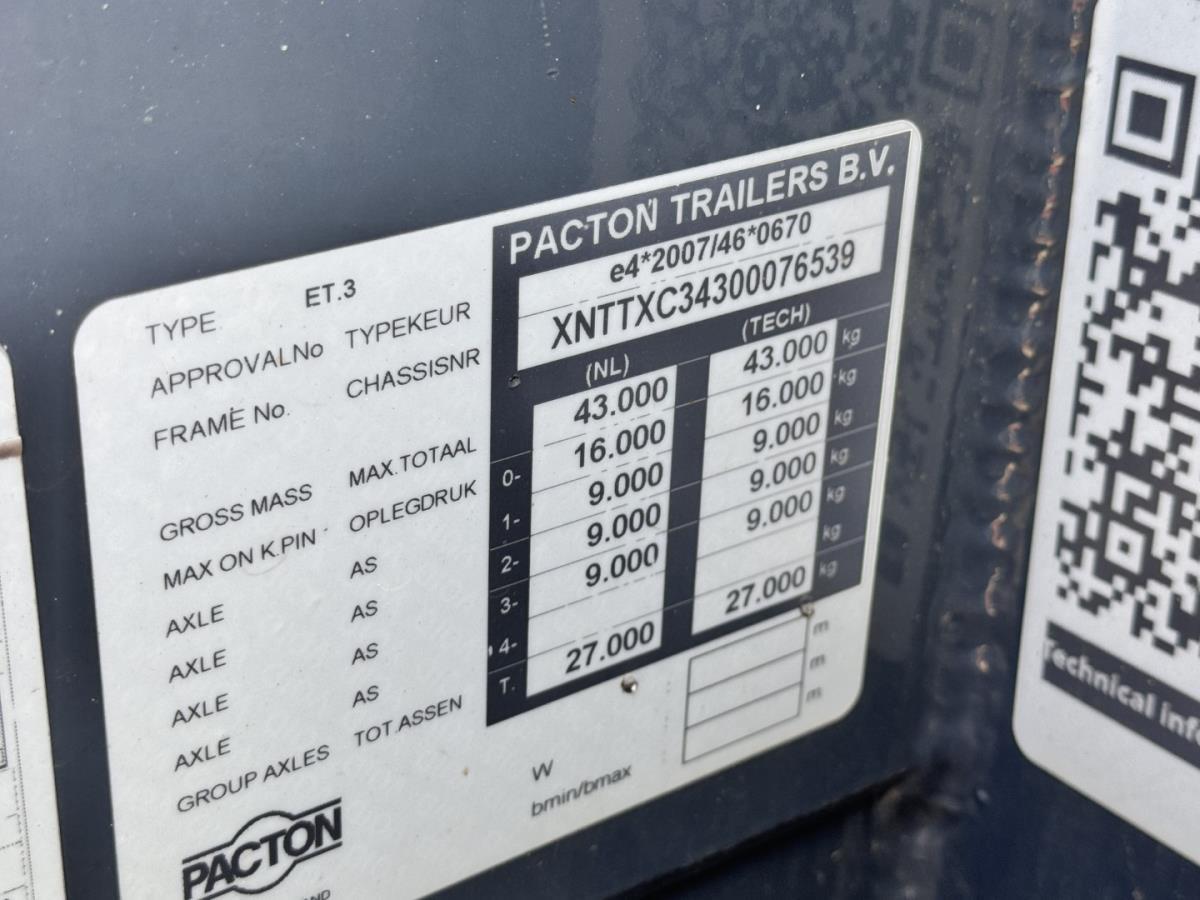 PACTON TRAILERS B.V.
TYPE ET.3
APPROVALNo TYPEKEUR e4*2007/46*0670
FRAME No. CHASSISNR XNTTXC34300076539
(NL) (TECH)
GROSS MASS MAX.TOTAAL 43.000 43.000 kg
MAX ON K.PIN OPLEGDRUK 0- 16.000 16.000 kg
AXLE AS 1- 9.000 9.000 kg
AXLE AS 2- 9.000 9.000 kg
AXLE AS 3- 9.000 9.000 kg
AXLE AS 4- kg
GROUP AXLES TOT.ASSEN T. 27.000 27.000 kg
m
W m
bmin/bmax m
PACTON
Technical info